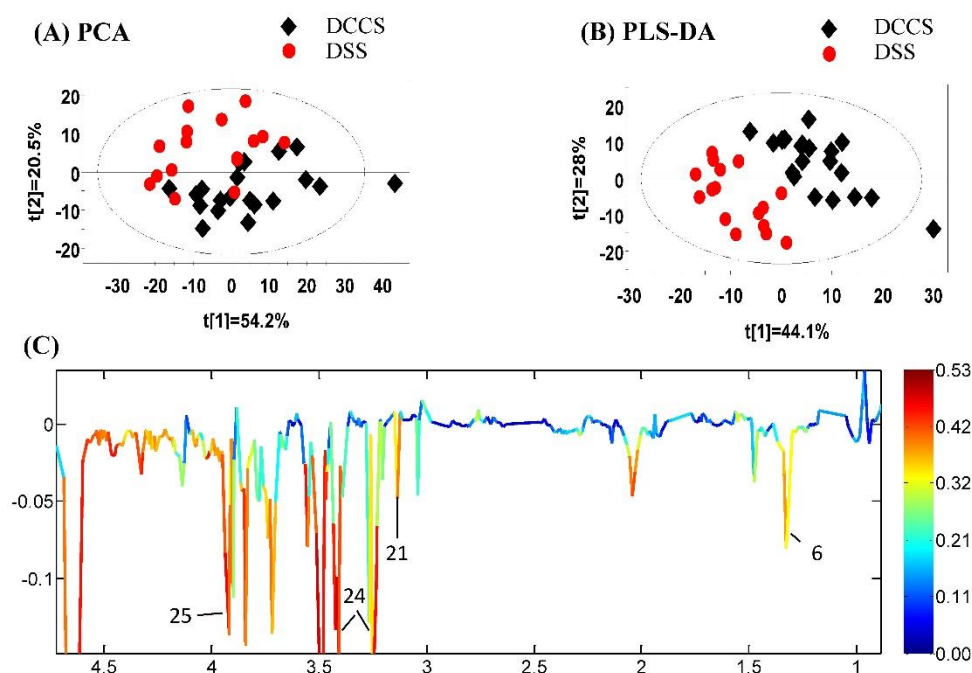 (A) PCA
DCCS
DSS
20
10
0
-10
-20
t[2]=20.5%
-30 -20 -10 0 10 20 30 40
t[1]=54.2%
(B) PLS-DA
DCCS
DSS
20
10
0
-10
-20
t[2]=28%
-30 -20 -10 0 10 20 30
t[1]=44.1%
(C)
0
-0.05
-0.1
25
24
21
6
4.5 4 3.5 3 2.5 2 1.5 1
0.53
0.42
0.32
0.21
0.11
0.00